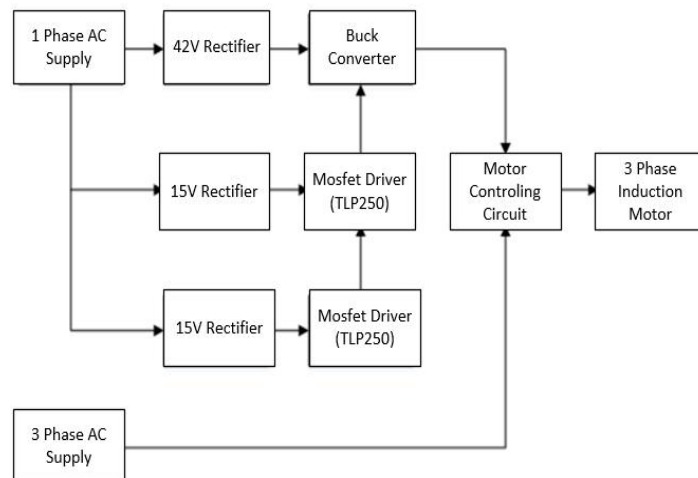 1 Phase AC
Supply
42V Rectifier
Buck
Converter
15V Rectifier
Mosfet Driver
(TLP250)
Motor
Controling
Circuit
3 Phase
Induction
Motor
15V Rectifier
Mosfet Driver
(TLP250)
3 Phase AC
Supply